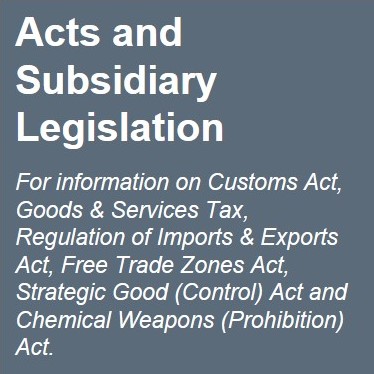 Acts and
Subsidiary
Legislation
For information on Customs Act,
Goods & Services Tax,
Regulation of Imports & Exports
Act, Free Trade Zones Act,
Strategic Good (Control) Act and
Chemical Weapons (Prohibition)
Act.